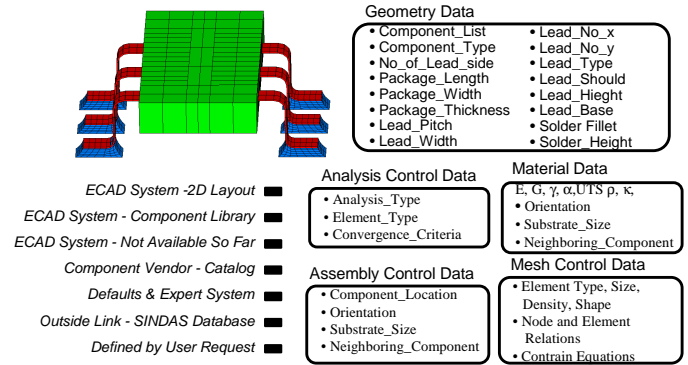 Geometry Data
• Component_List
• Component_Type
• No_of_Lead_side
• Package_Length
• Package_Width
• Package_Thickness
• Lead_Pitch
• Lead_Width
• Lead_No_x
• Lead_No_y
• Lead_Type
• Lead_Should
• Lead_Hieght
• Lead_Base
• Solder Fillet
• Solder_Height
ECAD System -2D Layout
ECAD System - Component Library
ECAD System - Not Available So Far
Component Vendor - Catalog
Defaults & Expert System
Outside Link - SINDAS Database
Defined by User Request
Analysis Control Data
• Analysis_Type
• Element_Type
• Convergence_Criteria
Material Data
E, G, γ, α,UTS ρ, κ,
• Orientation
• Substrate_Size
• Neighboring_Component
Assembly Control Data
• Component_Location
• Orientation
• Substrate_Size
• Neighboring_Component
Mesh Control Data
• Element Type, Size,
Density, Shape
• Node and Element
Relations
• Contrain Equations